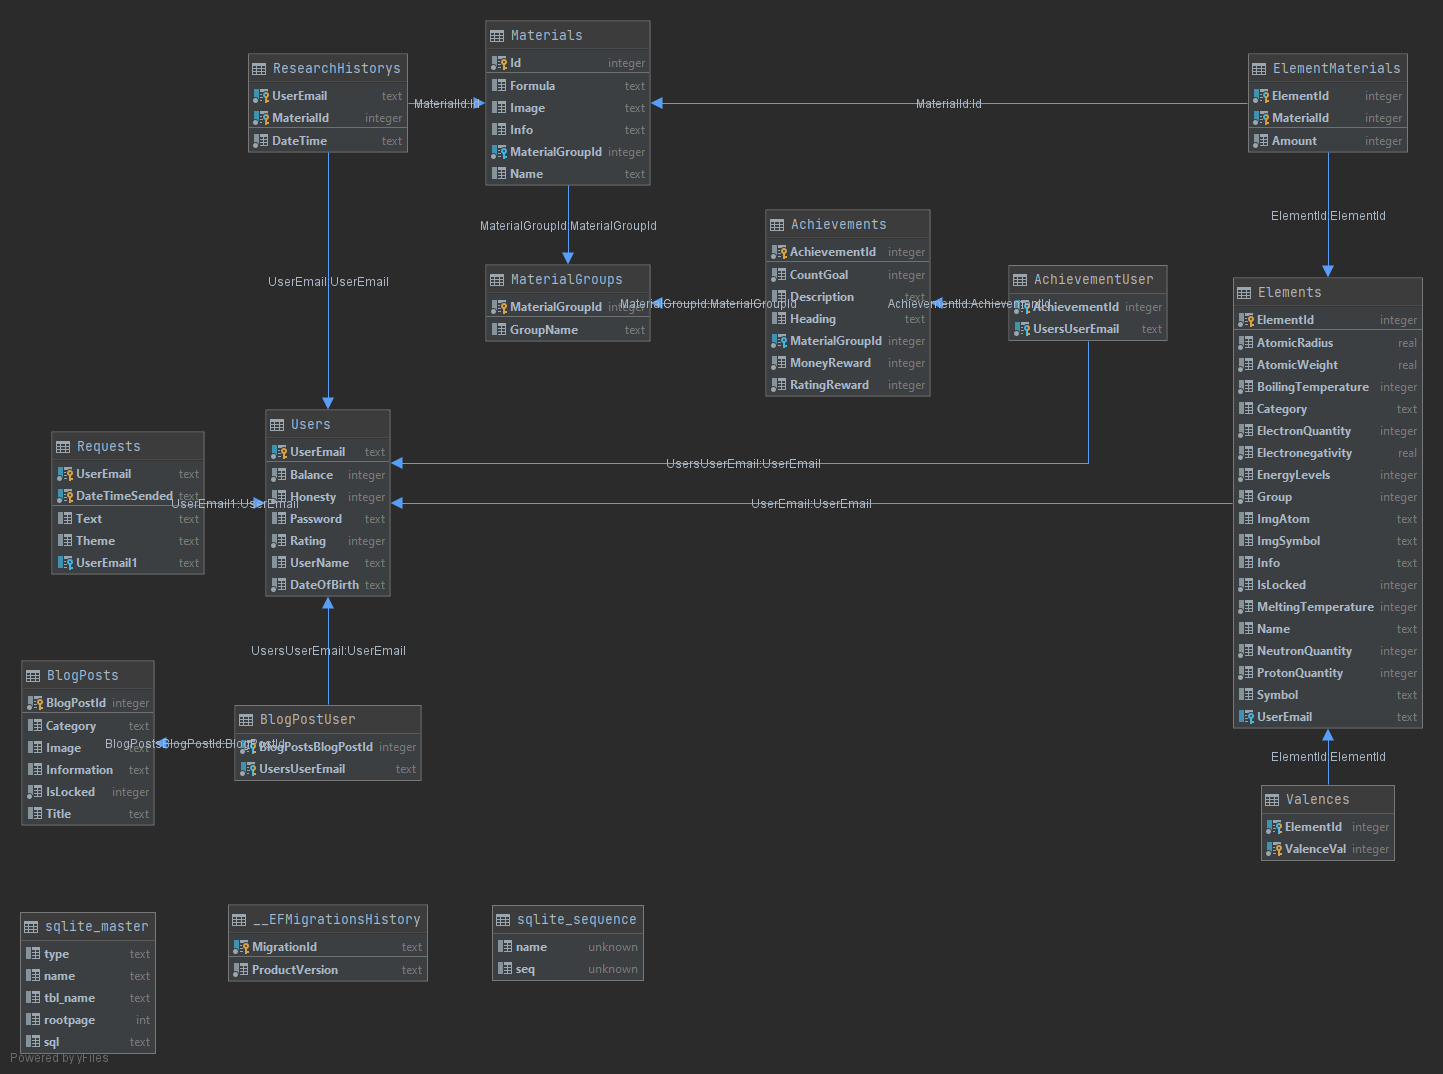 Materials
Id integer
Formula text
Image text
Info text
MaterialGroupId integer
Name text
ResearchHistorys
UserEmail text
MaterialId integer
DateTime text
MaterialId:Id
ElementMaterials
ElementId integer
MaterialId integer
Amount integer
MaterialId:Id
MaterialGroupId:MaterialGroupId
ElementId:ElementId
UserEmail:UserEmail
MaterialGroups
MaterialGroupId integer
GroupName text
MaterialGroupId:MaterialGroupId
Achievements
AchievementId integer
CountGoal integer
Description text
Heading text
MaterialGroupId integer
MoneyReward integer
RatingReward integer
AchievementId:AchievementId
AchievementUser
AchievementId integer
UsersUserEmail text
Elements
ElementId integer
AtomicRadius real
AtomicWeight real
BoilingTemperature integer
Category text
ElectronQuantity integer
Electronegativity real
EnergyLevels integer
Group integer
ImgAtom text
ImgSymbol text
Info text
IsLocked integer
MeltingTemperature integer
Name text
NeutronQuantity integer
ProtonQuantity integer
Symbol text
UserEmail text
Users
UserEmail text
Balance integer
Honesty integer
Password text
Rating integer
UserName text
DateOfBirth text
Requests
UserEmail text
DateTimeSended text
Text text
Theme text
UserEmail1 text
UserEmail1:UserEmail
UsersUserEmail:UserEmail
UserEmail:UserEmail
UsersUserEmail:UserEmail
BlogPosts
BlogPostId integer
Category text
Image text
Information text
IsLocked integer
Title text
BlogPostsBlogPostId:BlogPostId
BlogPostUser
BlogPostsBlogPostId integer
UsersUserEmail text
ElementId:ElementId
Valences
ElementId integer
ValenceVal integer
sqlite_master
type text
name text
tbl_name text
rootpage int
sql text
__EFMigrationsHistory
MigrationId text
ProductVersion text
sqlite_sequence
name unknown
seq unknown
Powered by yFiles